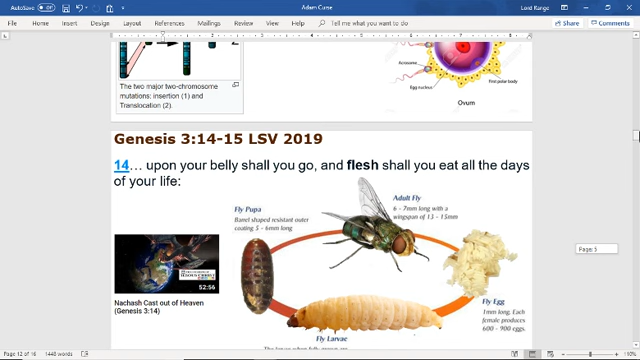 AutoSave Off Adam Curse Lord Range
File Home Insert Design Layout References Mailings Review View Help Tell me what you want to do Share Comments
2
The two major two-chromosome
mutations: insertion (1) and
Translocation (2).
Acrosome
Egg nucleus
First polar body
Ovum
Genesis 3:14-15 LSV 2019
14... upon your belly shall you go, and flesh shall you eat all the days
of your life:
Fly Pupa
Barrel shaped resistant outer
coating 5 - 6mm long
Adult Fly
6 - 7mm long with a
wingspan of 13 - 15mm
Page: 5
52:56
Nachash Cast out of Heaven
(Genesis 3:14)
Fly Egg
1mm long. Each
female produces
600 - 900 eggs.
Fly Larvae
Page 12 of 16 1440 words